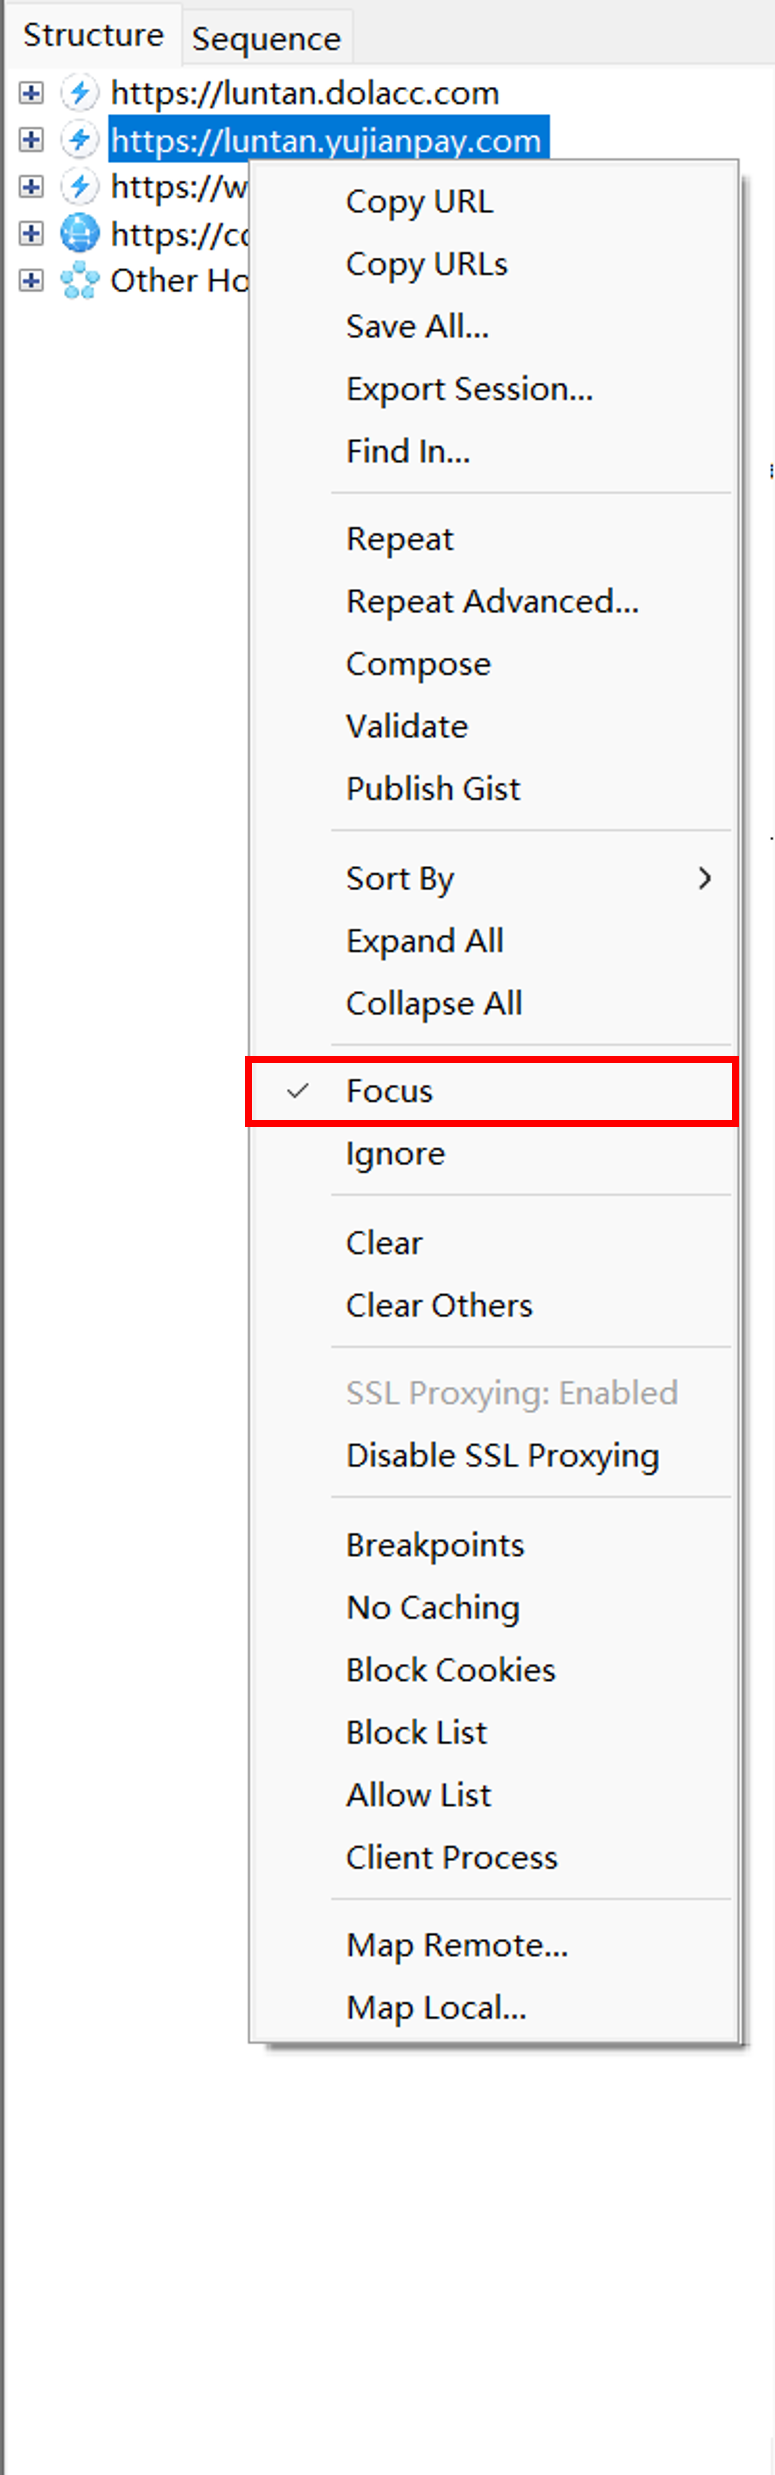 Structure
Sequence
https://luntan.dolacc.com
https://luntan.yujianpay.com
https://w
https://cc
Other Ho
Copy URL
Copy URLs
Save All...
Export Session...
Find In...
Repeat
Repeat Advanced...
Compose
Validate
Publish Gist
Sort By
Expand All
Collapse All
Focus
Ignore
Clear
Clear Others
SSL Proxying: Enabled
Disable SSL Proxying
Breakpoints
No Caching
Block Cookies
Block List
Allow List
Client Process
Map Remote...
Map Local...